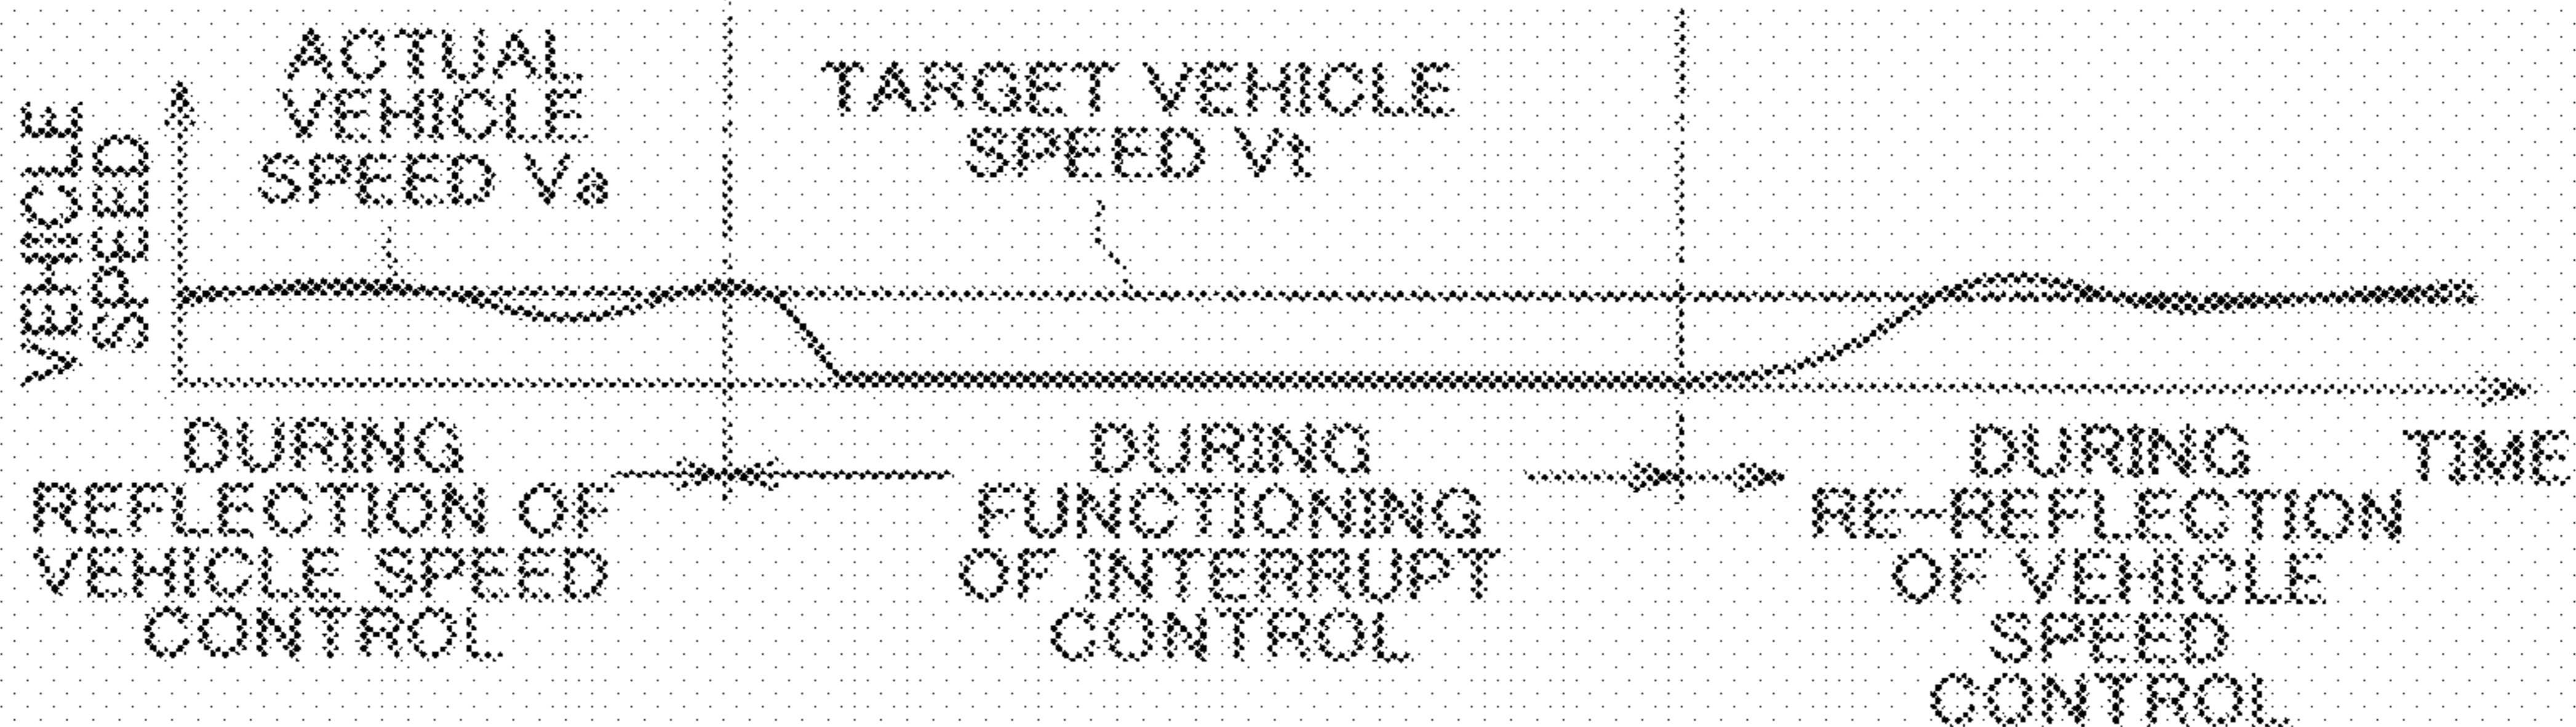 VEHICLE
SPEED
ACTUAL
VEHICLE
SPEED Va
TARGET VEHICLE
SPEED Vt
DURING
REFLECTION OF
VEHICLE SPEED
CONTROL
DURING
FUNCTIONING
OF INTERRUPT
CONTROL
DURING
RE-REFLECTION
OF VEHICLE
SPEED
CONTROL
TIME